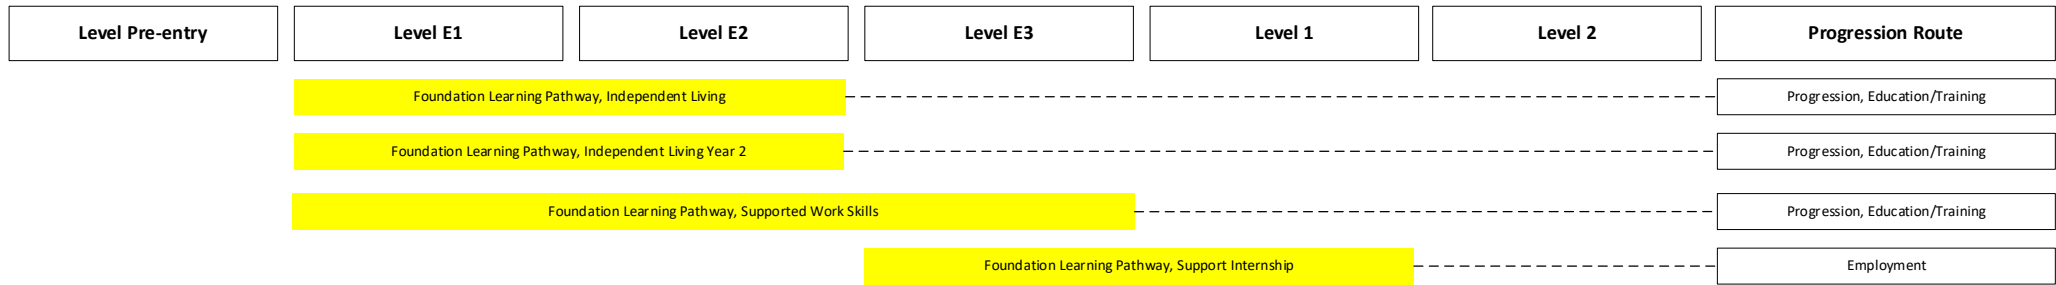 Level Pre-entry
Level E1
Level E2
Level E3
Level 1
Level 2
Progression Route
Foundation Learning Pathway, Independent Living
Progression, Education/Training
Foundation Learning Pathway, Independent Living Year 2
Progression, Education/Training
Foundation Learning Pathway, Supported Work Skills
Progression, Education/Training
Foundation Learning Pathway, Support Internship
Employment